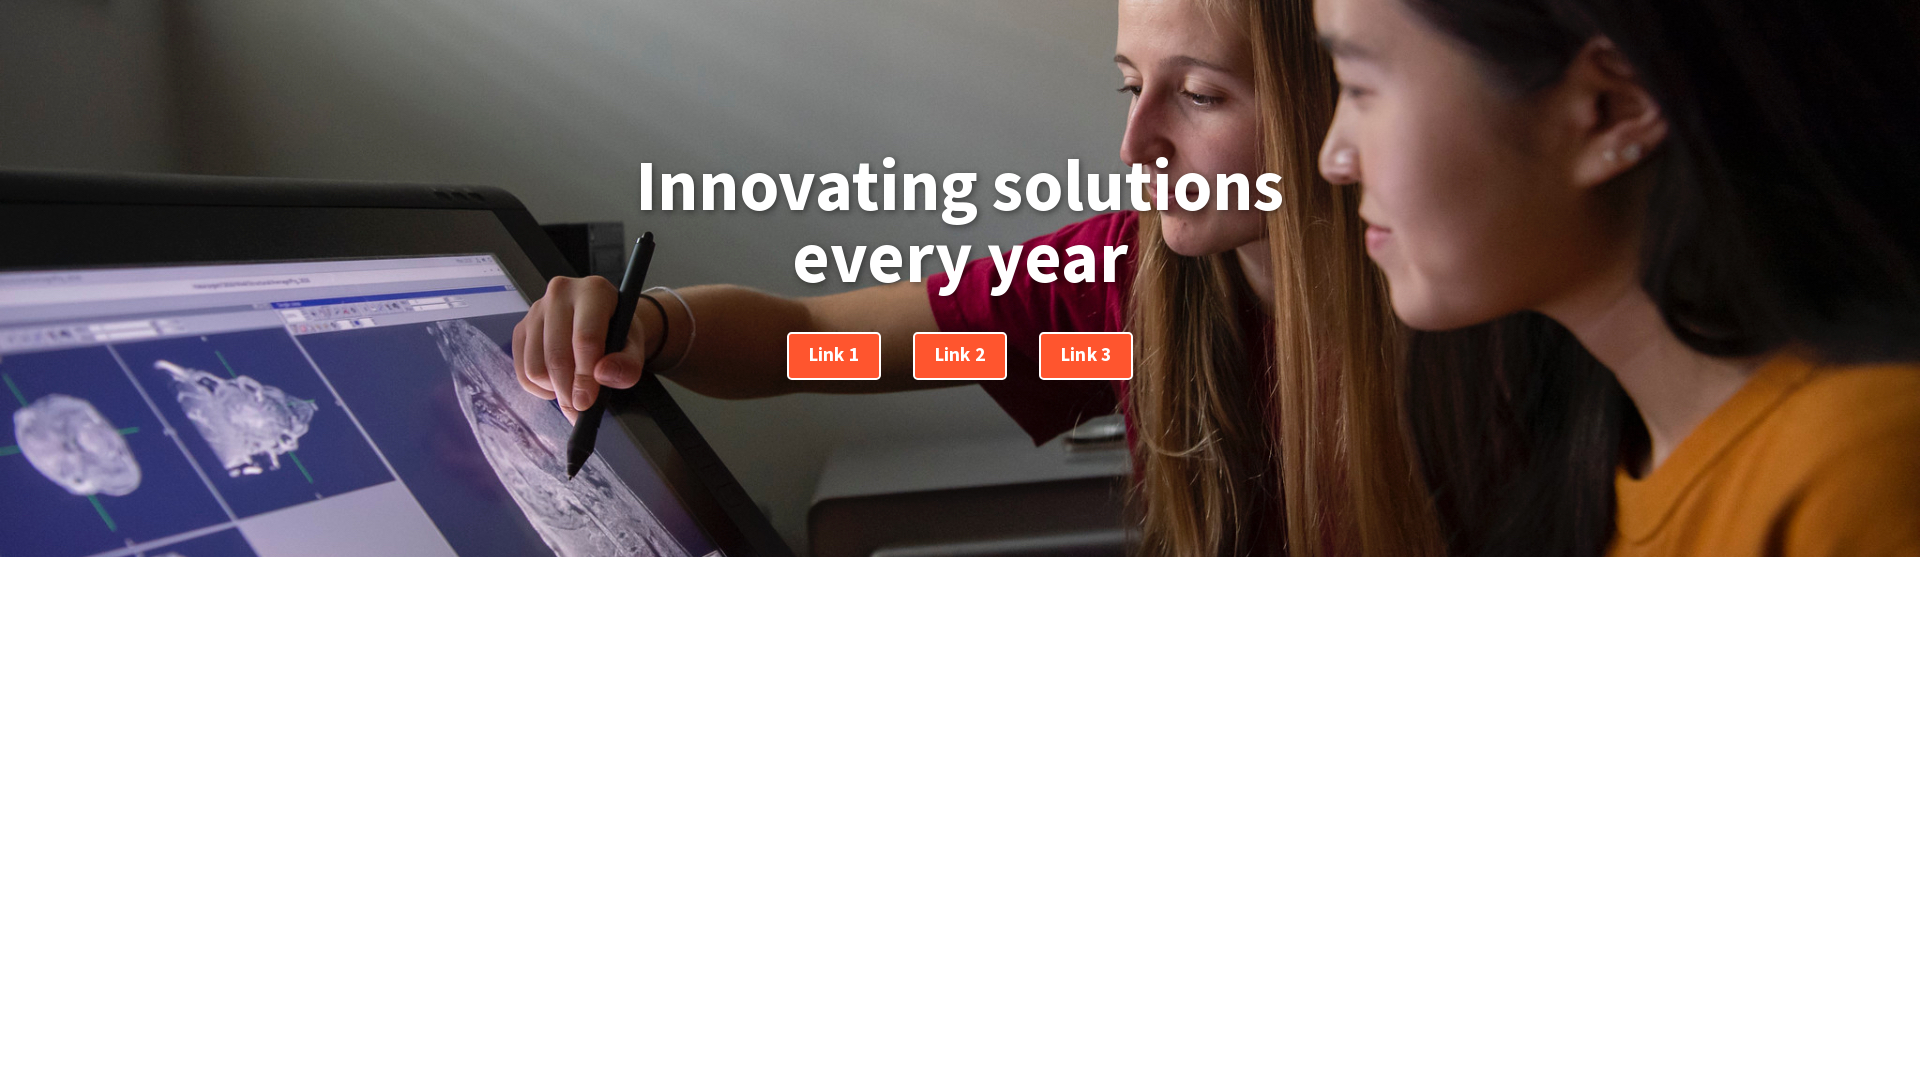 Innovating solutions
every year
Link 1
Link 2
Link 3